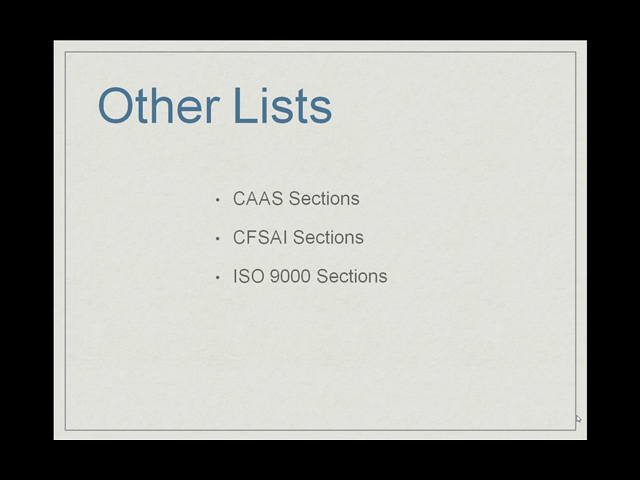 Other Lists
• CAAS Sections
• CFSAI Sections
• ISO 9000 Sections